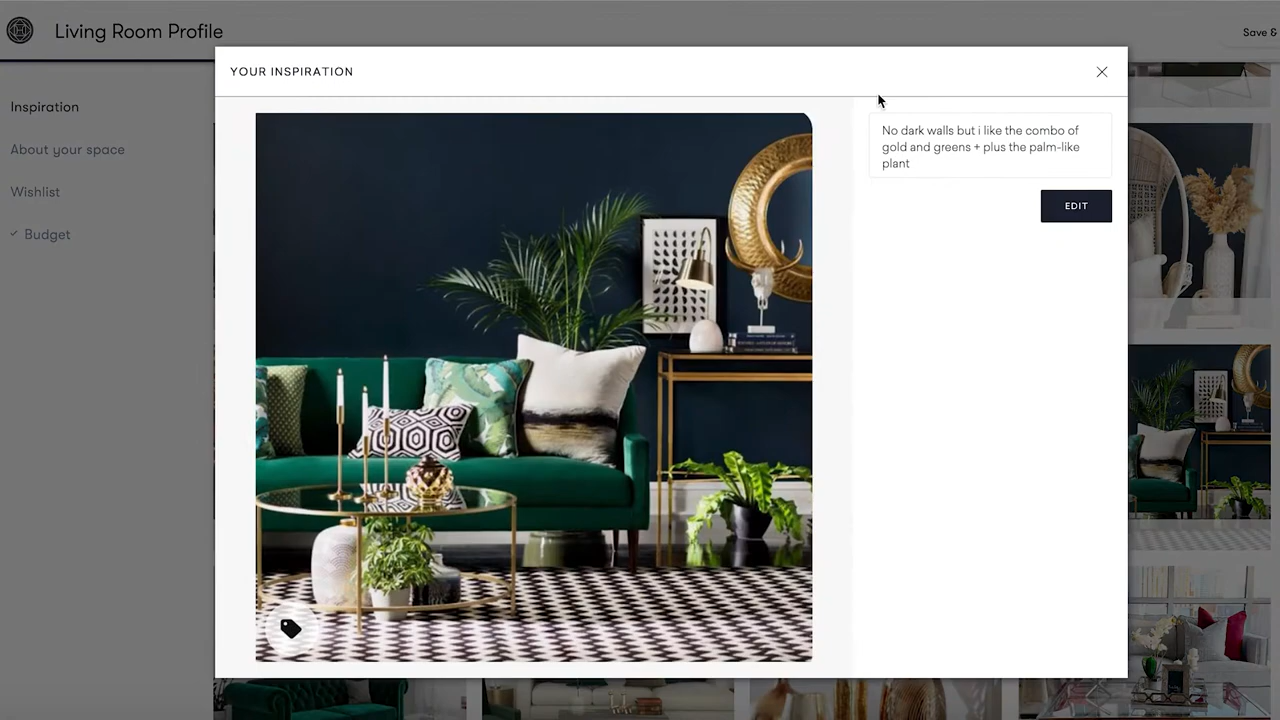 Living Room Profile
Save &
YOUR INSPIRATION
Inspiration
About your space
Wishlist
Budget
No dark walls but i like the combo of
gold and greens + plus the palm-like
plant
EDIT